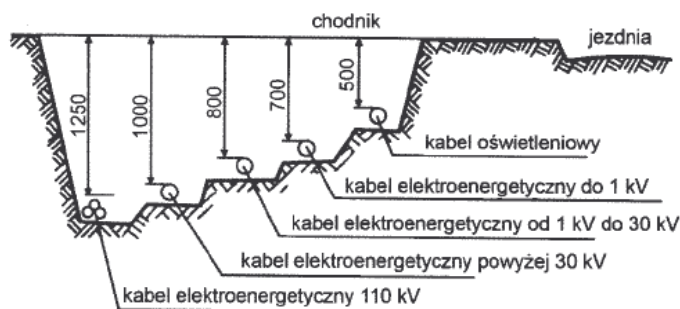 chodnik
jezdnia
1250
1000
800
700
500
kabel oświetleniowy
kabel elektroenergetyczny do 1 kV
kabel elektroenergetyczny od 1 kV do 30 kV
kabel elektroenergetyczny powyżej 30 kV
kabel elektroenergetyczny 110 kV